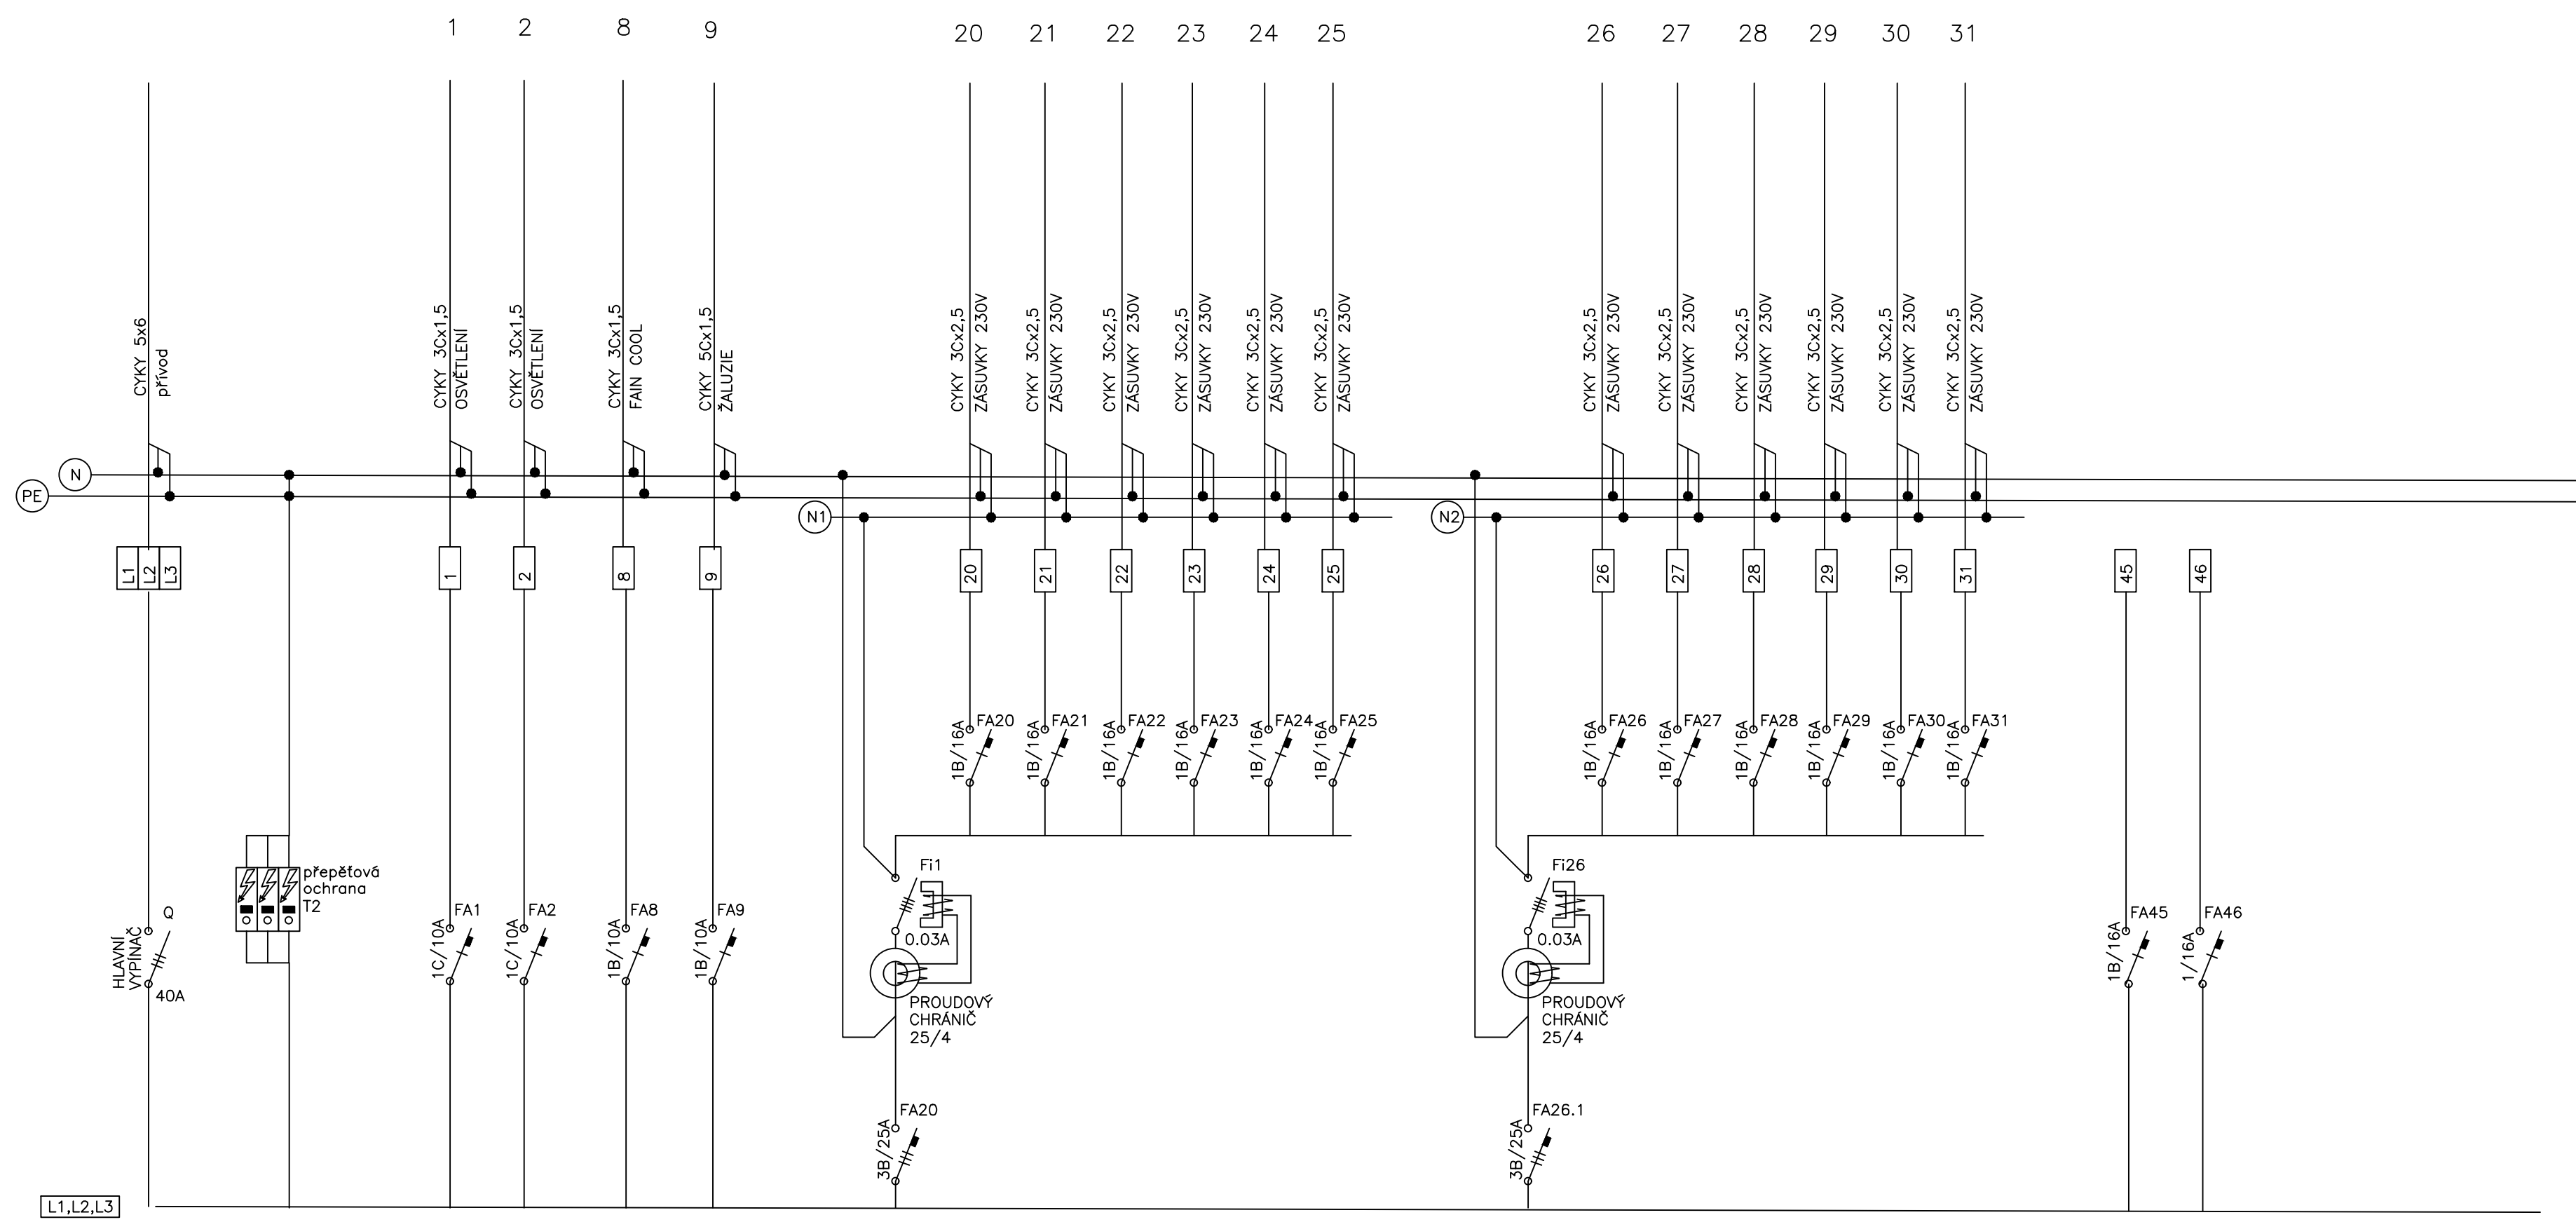 1
2
8
9
20
21
22
23
24
25
26
27
28
29
30
31
CYKY 5x6
přívod
CYKY 3Cx1,5
OSVĚTLENÍ
CYKY 3Cx1,5
OSVĚTLENÍ
CYKY 3Cx1,5
FAIN COOL
CYKY 5Cx1,5
ŽALUZIE
CYKY 3Cx2,5
ZÁSUVKY 230V
CYKY 3Cx2,5
ZÁSUVKY 230V
CYKY 3Cx2,5
ZÁSUVKY 230V
CYKY 3Cx2,5
ZÁSUVKY 230V
CYKY 3Cx2,5
ZÁSUVKY 230V
CYKY 3Cx2,5
ZÁSUVKY 230V
CYKY 3Cx2,5
ZÁSUVKY 230V
CYKY 3Cx2,5
ZÁSUVKY 230V
CYKY 3Cx2,5
ZÁSUVKY 230V
CYKY 3Cx2,5
ZÁSUVKY 230V
CYKY 3Cx2,5
ZÁSUVKY 230V
CYKY 3Cx2,5
ZÁSUVKY 230V
N
PE
N1
N2
L1
L2
L3
1
2
8
9
20
21
22
23
24
25
26
27
28
29
30
31
45
46
1B/16A
FA20
1B/16A
FA21
1B/16A
FA22
1B/16A
FA23
1B/16A
FA24
1B/16A
FA25
1B/16A
FA26
1B/16A
FA27
1B/16A
FA28
1B/16A
FA29
1B/16A
FA30
1B/16A
FA31
HLAVNÍ
VYPÍNAČ
Q
40A
přepěťová
ochrana
T2
1C/10A
FA1
1C/10A
FA2
1B/10A
FA8
1B/10A
FA9
Fi1
0.03A
PROUDOVÝ
CHRÁNIČ
25/4
Fi26
0.03A
PROUDOVÝ
CHRÁNIČ
25/4
1B/16A
FA45
1/16A
FA46
3B/25A
FA20
3B/25A
FA26.1
L1,L2,L3